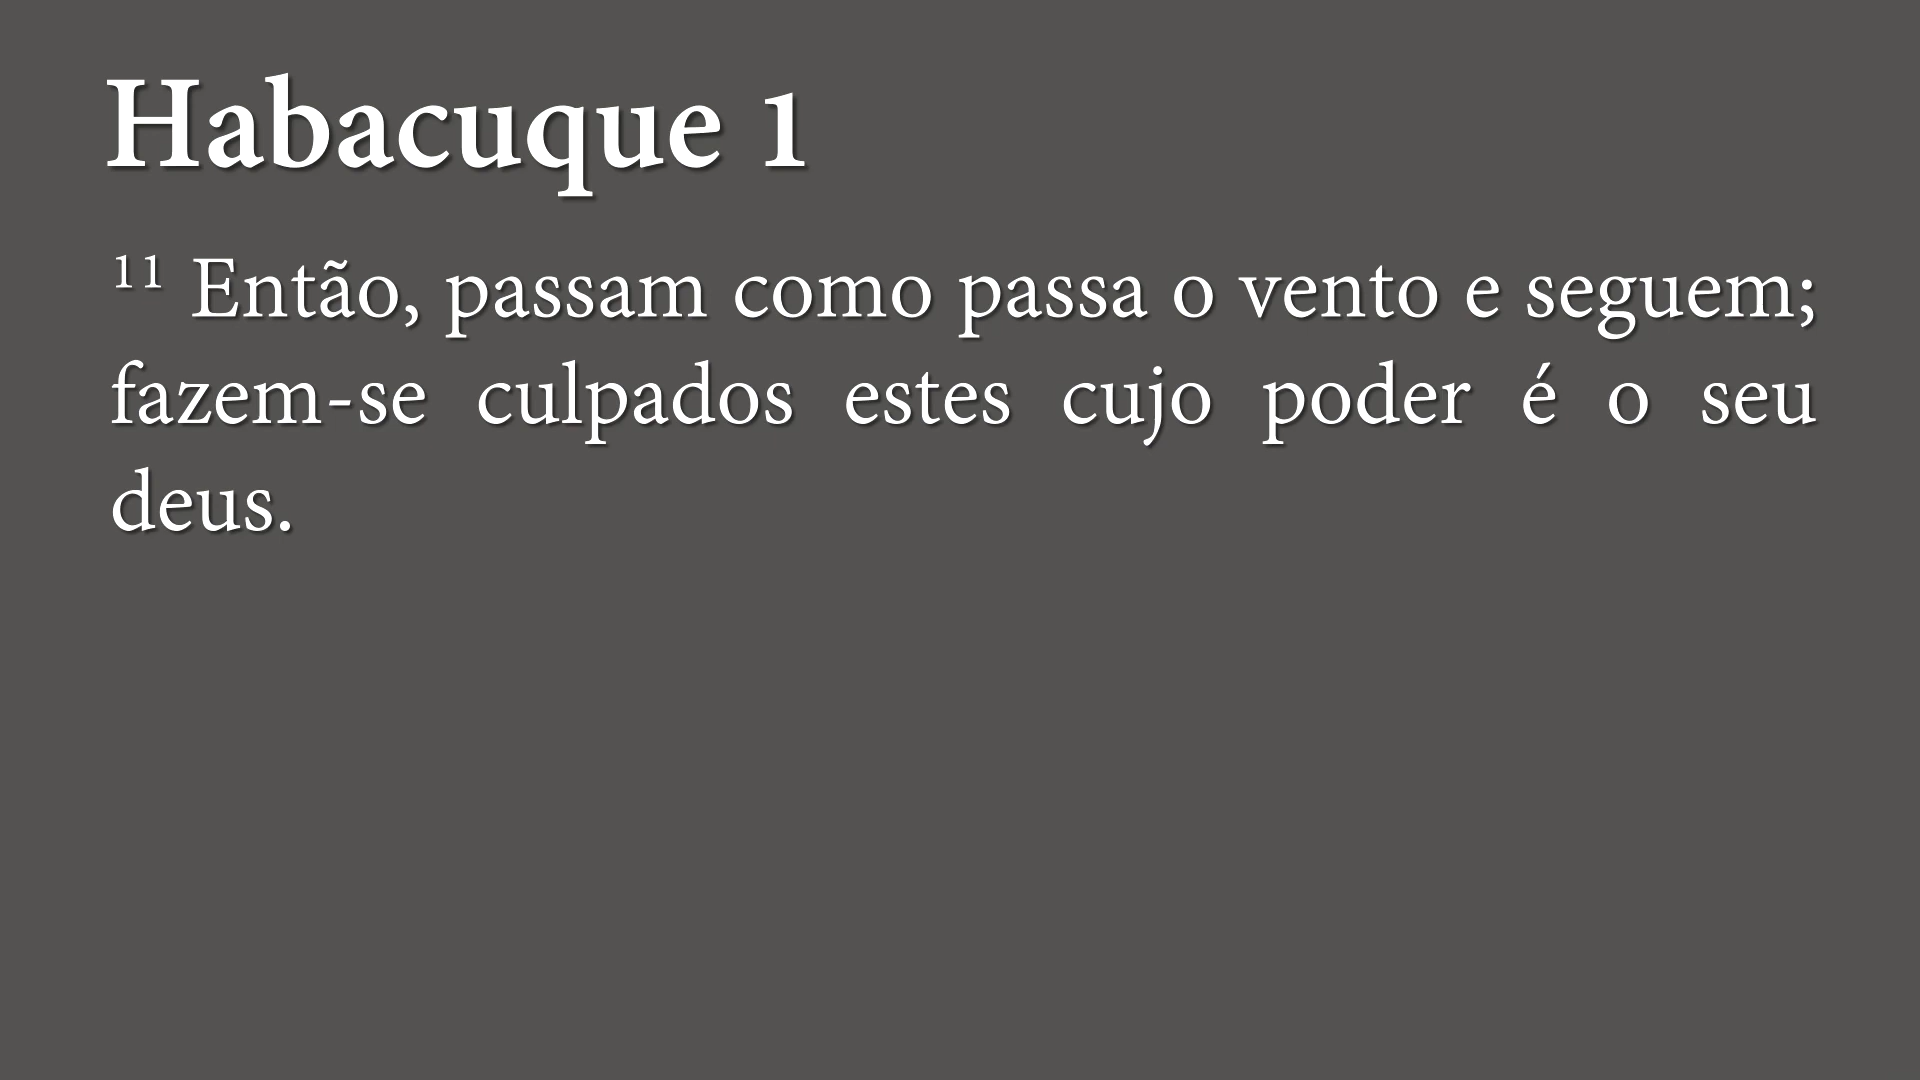 Habacuque 1
¹¹ Então, passam como passa o vento e seguem;
fazem-se culpados estes cujo poder é o seu
deus.